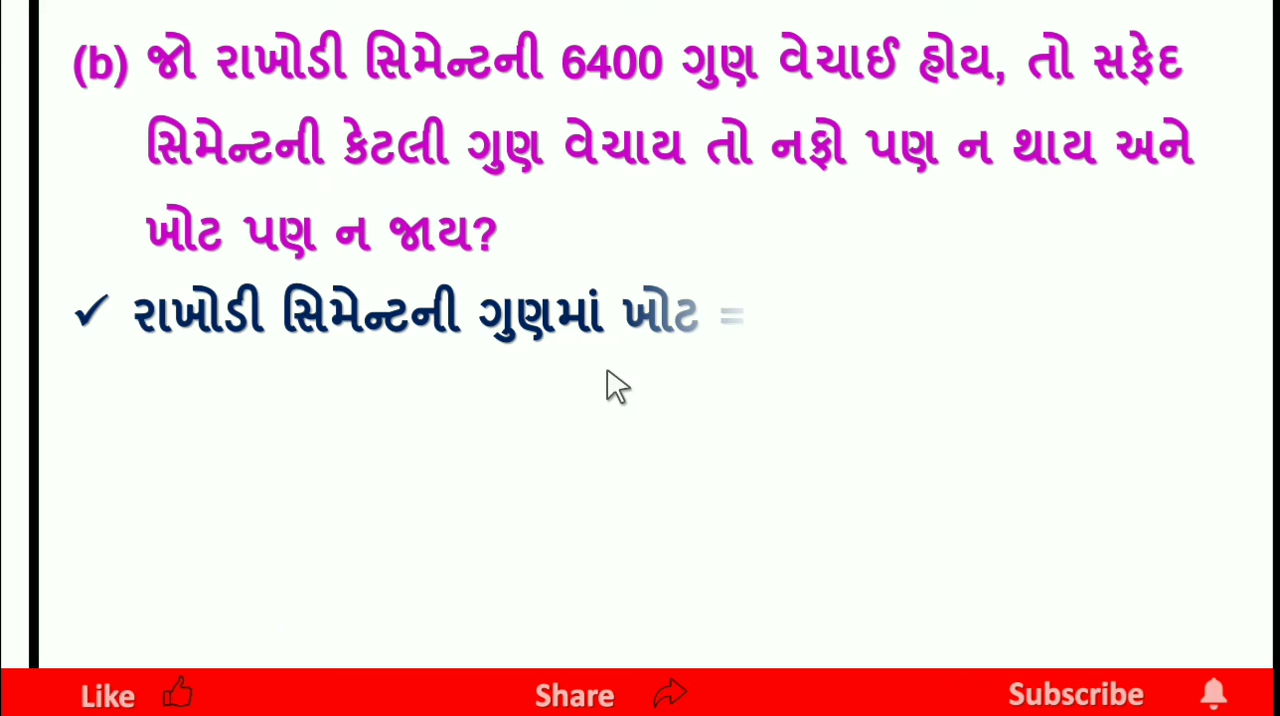 (b) જો રાખોડી સિમેન્ટની 6400 ગુણ વેચાઈ હોય, તો સફેદ
સિમેન્ટની કેટલી ગુણ વેચાય તો નફો પણ ન થાય અને
ખોટ પણ ન જાય?
✓ રાખોડી સિમેન્ટની ગુણમાં ખોટ =
Like Share Subscribe